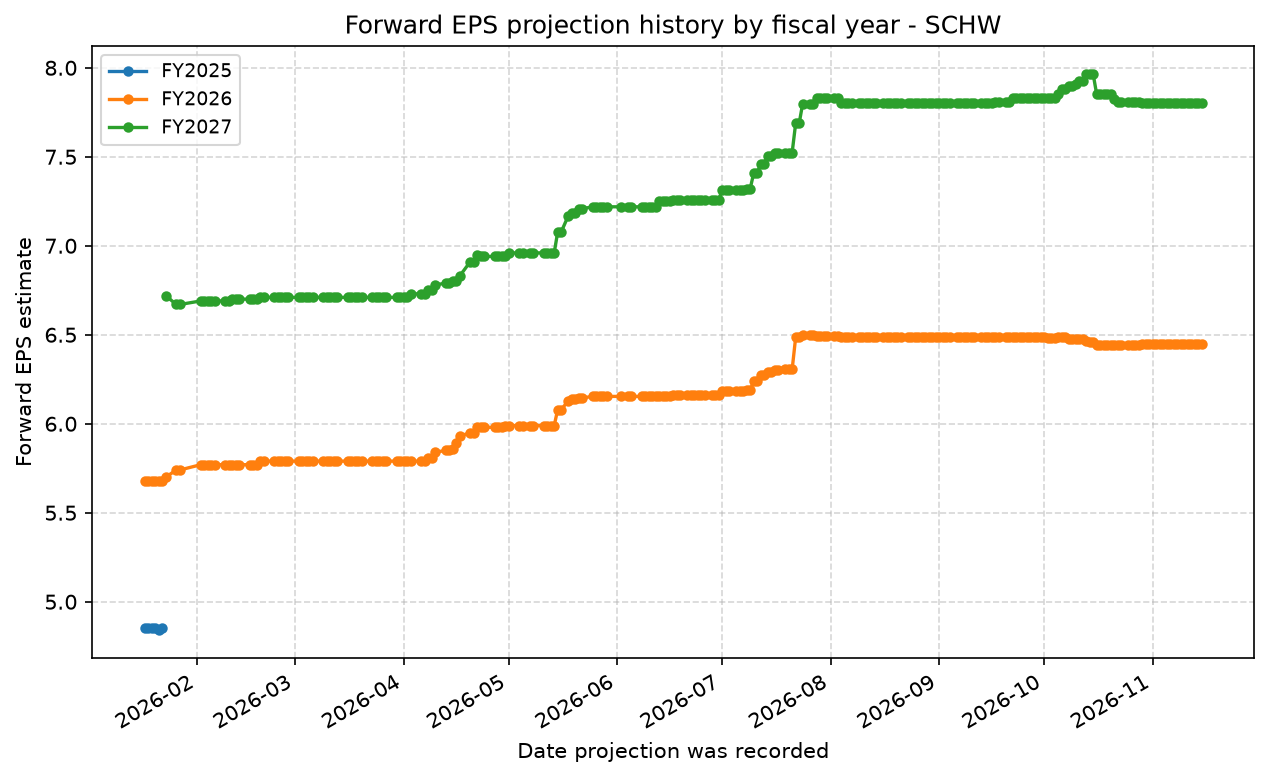 Forward EPS projection history by fiscal year - SCHW
FY2025
FY2026
FY2027
8.0
7.5
7.0
6.5
6.0
5.5
5.0
Forward EPS estimate
2026-02
2026-03
2026-04
2026-05
2026-06
2026-07
2026-08
2026-09
2026-10
2026-11
Date projection was recorded